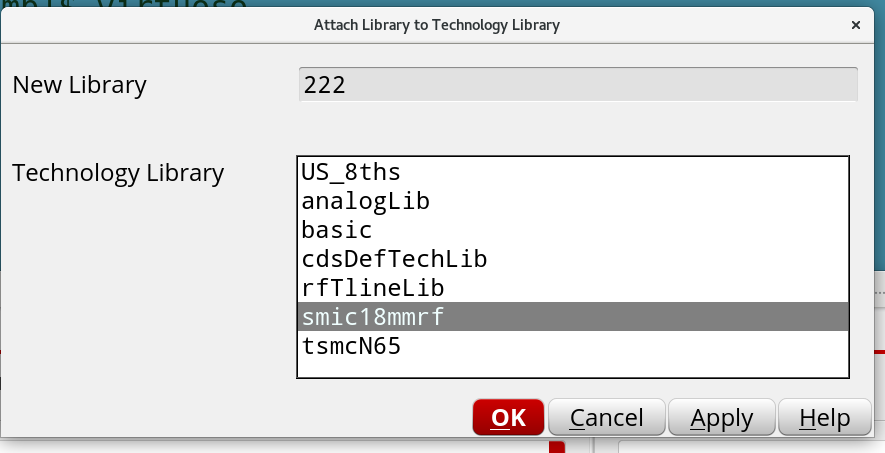 Attach Library to Technology Library
New Library
222
Technology Library
US_8ths
analogLib
basic
cdsDefTechLib
rfTlineLib
smic18mmrf
tsmcN65
OK Cancel Apply Help